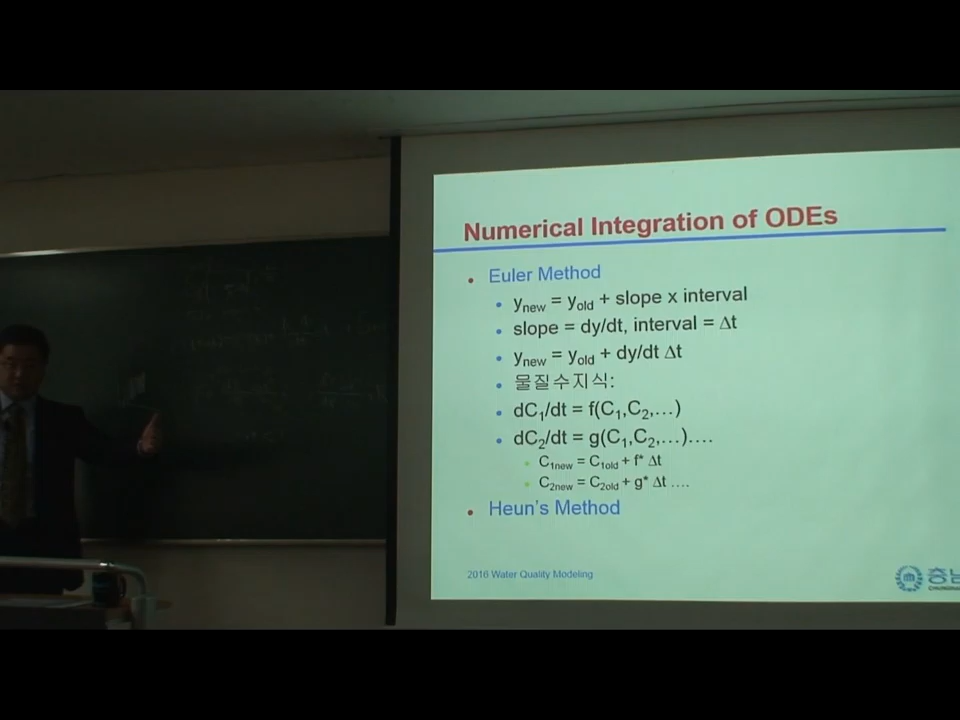 Numerical Integration of ODEs
• Euler Method
• ynew = yold + slope x interval
• slope = dy/dt, interval = Δt
• ynew = yold + dy/dt Δt
• 물질수지식:
• dC1/dt = f(C1,C2,…)
• dC2/dt = g(C1,C2,…)….
• C1new = C1old + f* Δt
• C2new = C2old + g* Δt ….
• Heun's Method
2016 Water Quality Modeling